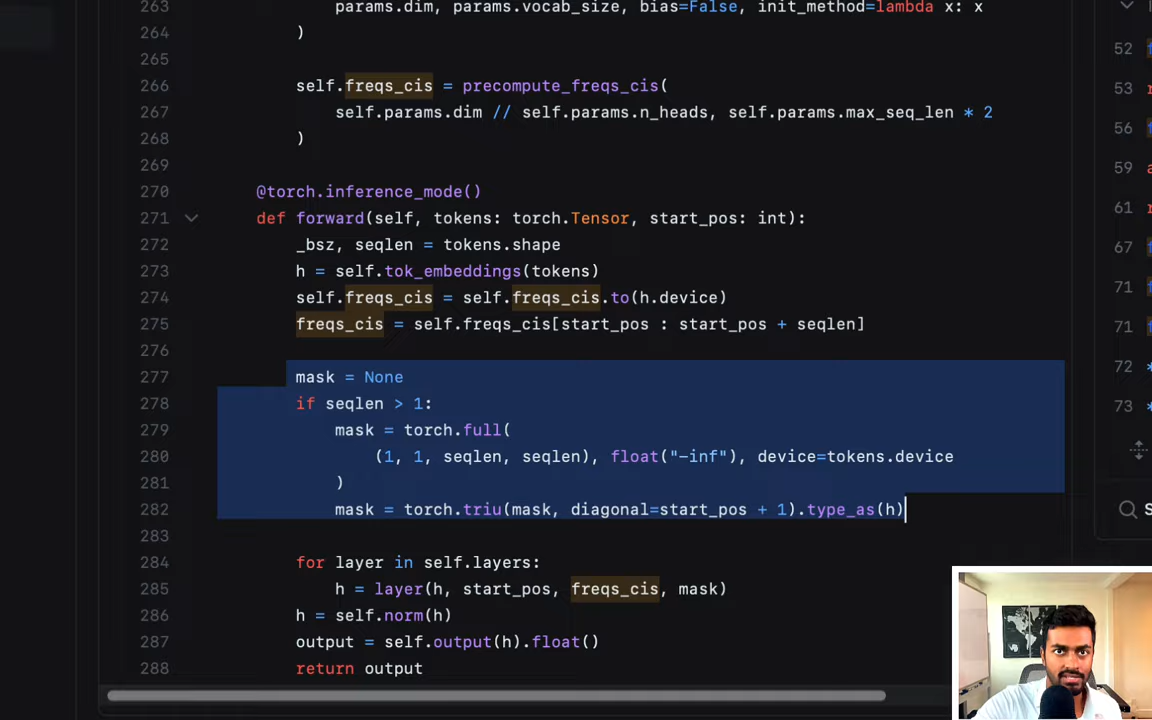 263 params.dim, params.vocab_size, bias=False, init_method=lambda x: x
264 )
265
266 self.freqs_cis = precompute_freqs_cis(
267 self.params.dim // self.params.n_heads, self.params.max_seq_len * 2
268 )
269
270 @torch.inference_mode()
271 def forward(self, tokens: torch.Tensor, start_pos: int):
272 _bsz, seqlen = tokens.shape
273 h = self.tok_embeddings(tokens)
274 self.freqs_cis = self.freqs_cis.to(h.device)
275 freqs_cis = self.freqs_cis[start_pos : start_pos + seqlen]
276
277 mask = None
278 if seqlen > 1:
279 mask = torch.full(
280 (1, 1, seqlen, seqlen), float("-inf"), device=tokens.device
281 )
282 mask = torch.triu(mask, diagonal=start_pos + 1).type_as(h)
283
284 for layer in self.layers:
285 h = layer(h, start_pos, freqs_cis, mask)
286 h = self.norm(h)
287 output = self.output(h).float()
288 return output
52
53
56
59
61
67
71
71
72
73